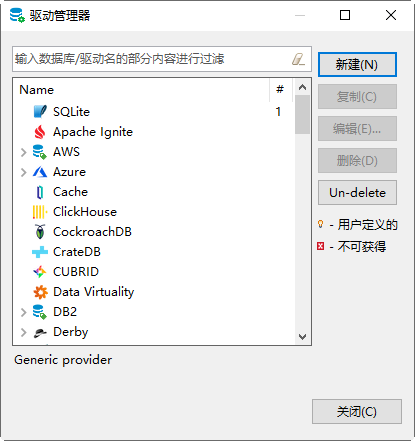 驱动管理器
输入数据库/驱动名的部分内容进行过滤
新建(N)
Name #
复制(C)
SQLite 1
Apache Ignite
编辑(E)...
AWS
删除(D)
Azure
Cache
Un-delete
ClickHouse
- 用户定义的
CockroachDB
- 不可获得
CrateDB
CUBRID
Data Virtuality
DB2
Derby
Generic provider
关闭(C)